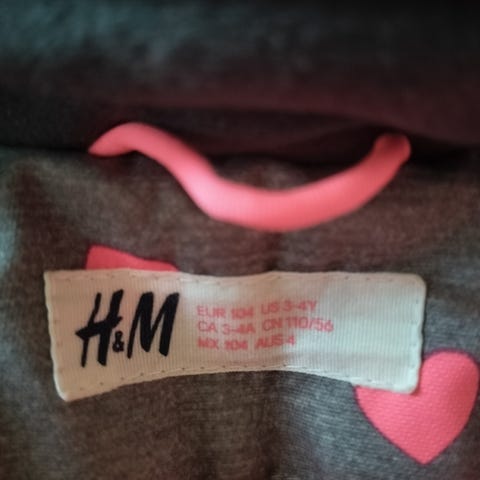 H&M
EUR 104 US 3-4Y
CA 3-4A CN 110/56
MX 104 AUS 4